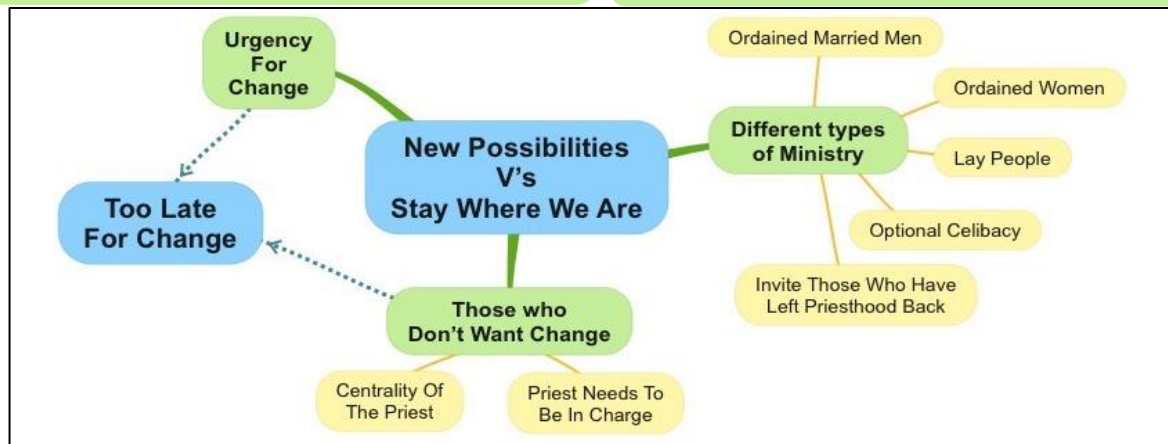 Urgency
For
Change
New Possibilities
V's
Stay Where We Are
Too Late
For Change
Different types
of Ministry
Ordained Married Men
Ordained Women
Lay People
Optional Celibacy
Invite Those Who Have
Left Priesthood Back
Those who
Don't Want Change
Centrality Of
The Priest
Priest Needs To
Be In Charge